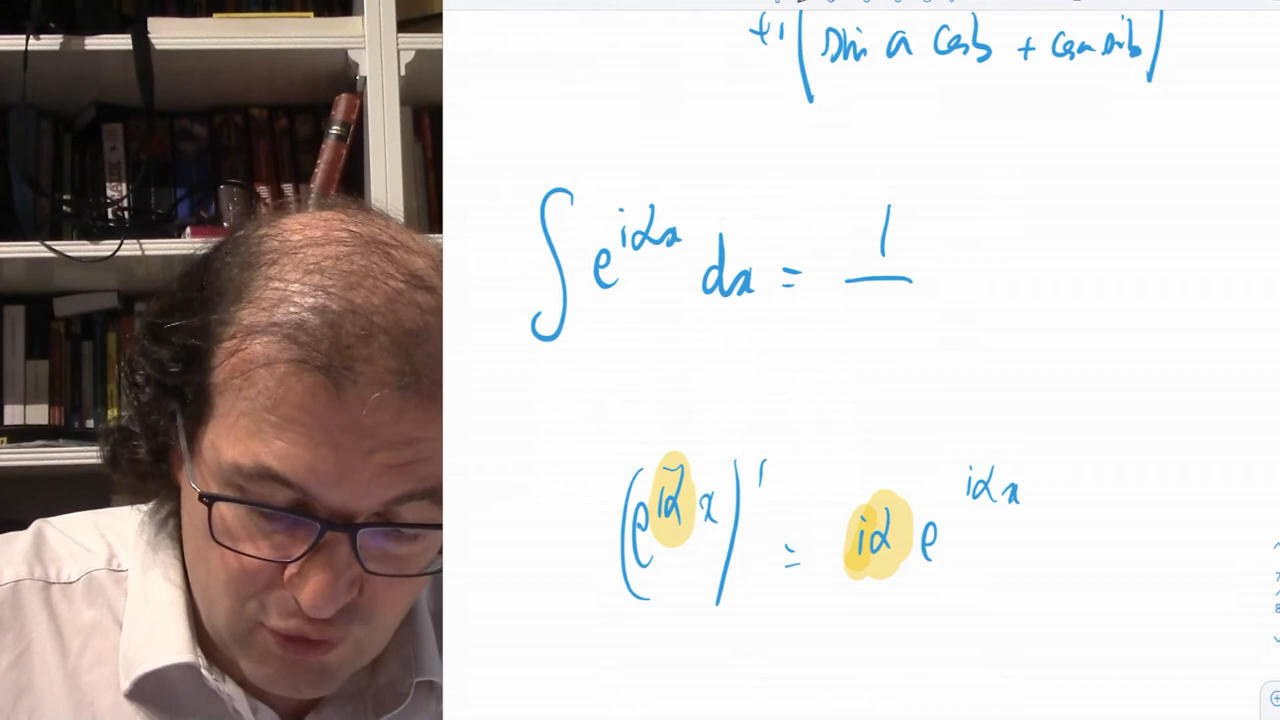 +i(sin a cos b + cos a sin b)
∫ e^{iαx} dx = 1/
(e^{iαx})' = iα e^{iαx}